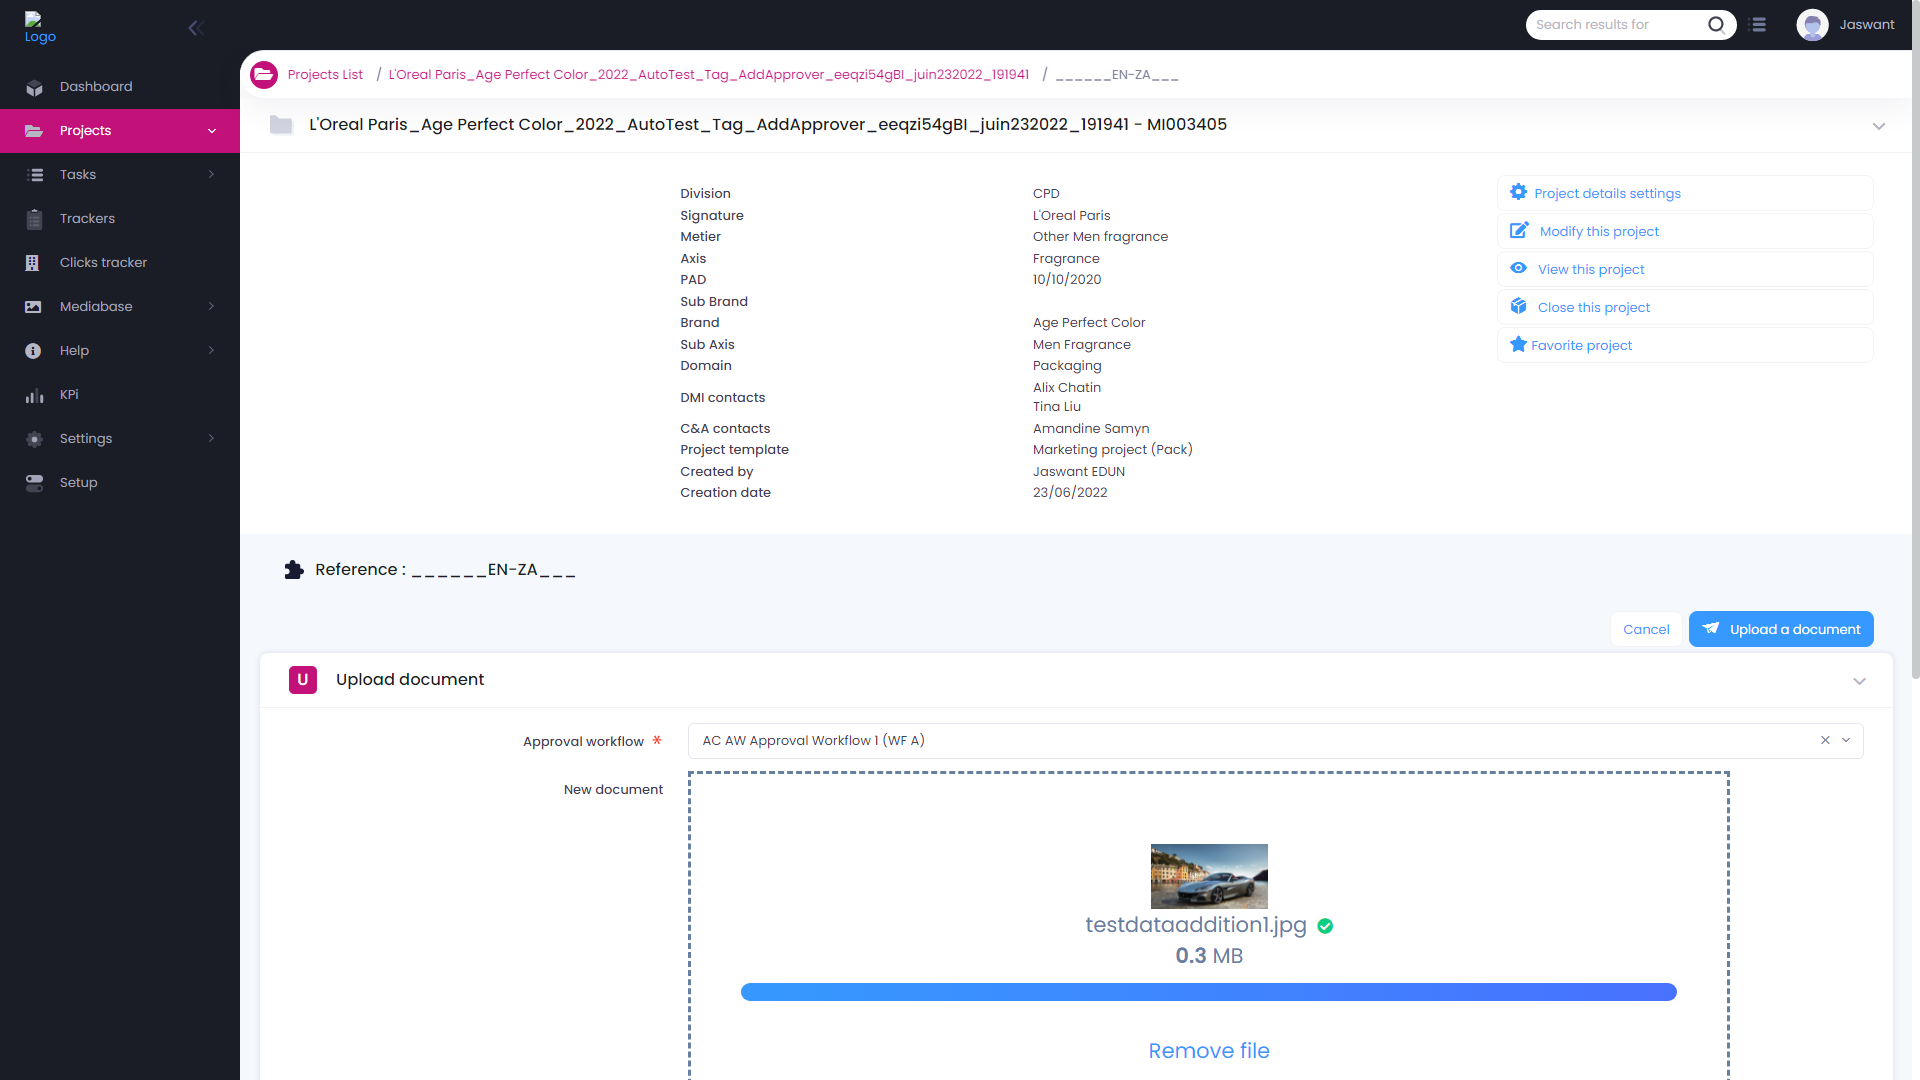 Logo
Search results for
Jaswant
Dashboard
Projects
Tasks
Trackers
Clicks tracker
Mediabase
Help
KPi
Settings
Setup
Projects List / L'Oreal Paris_Age Perfect Color_2022_AutoTest_Tag_AddApprover_eeqzi54gBI_juin232022_191941 / ______EN-ZA___
L'Oreal Paris_Age Perfect Color_2022_AutoTest_Tag_AddApprover_eeqzi54gBI_juin232022_191941 - MI003405
Division CPD
Signature L'Oreal Paris
Metier Other Men fragrance
Axis Fragrance
PAD 10/10/2020
Sub Brand
Brand Age Perfect Color
Sub Axis Men Fragrance
Domain Packaging
DMI contacts Alix Chatin
Tina Liu
C&A contacts Amandine Samyn
Project template Marketing project (Pack)
Created by Jaswant EDUN
Creation date 23/06/2022
Project details settings
Modify this project
View this project
Close this project
Favorite project
Reference : ______EN-ZA___
Cancel
Upload a document
U Upload document
Approval workflow * AC AW Approval Workflow 1 (WF A)
New document
testdataaddition1.jpg
0.3 MB
Remove file